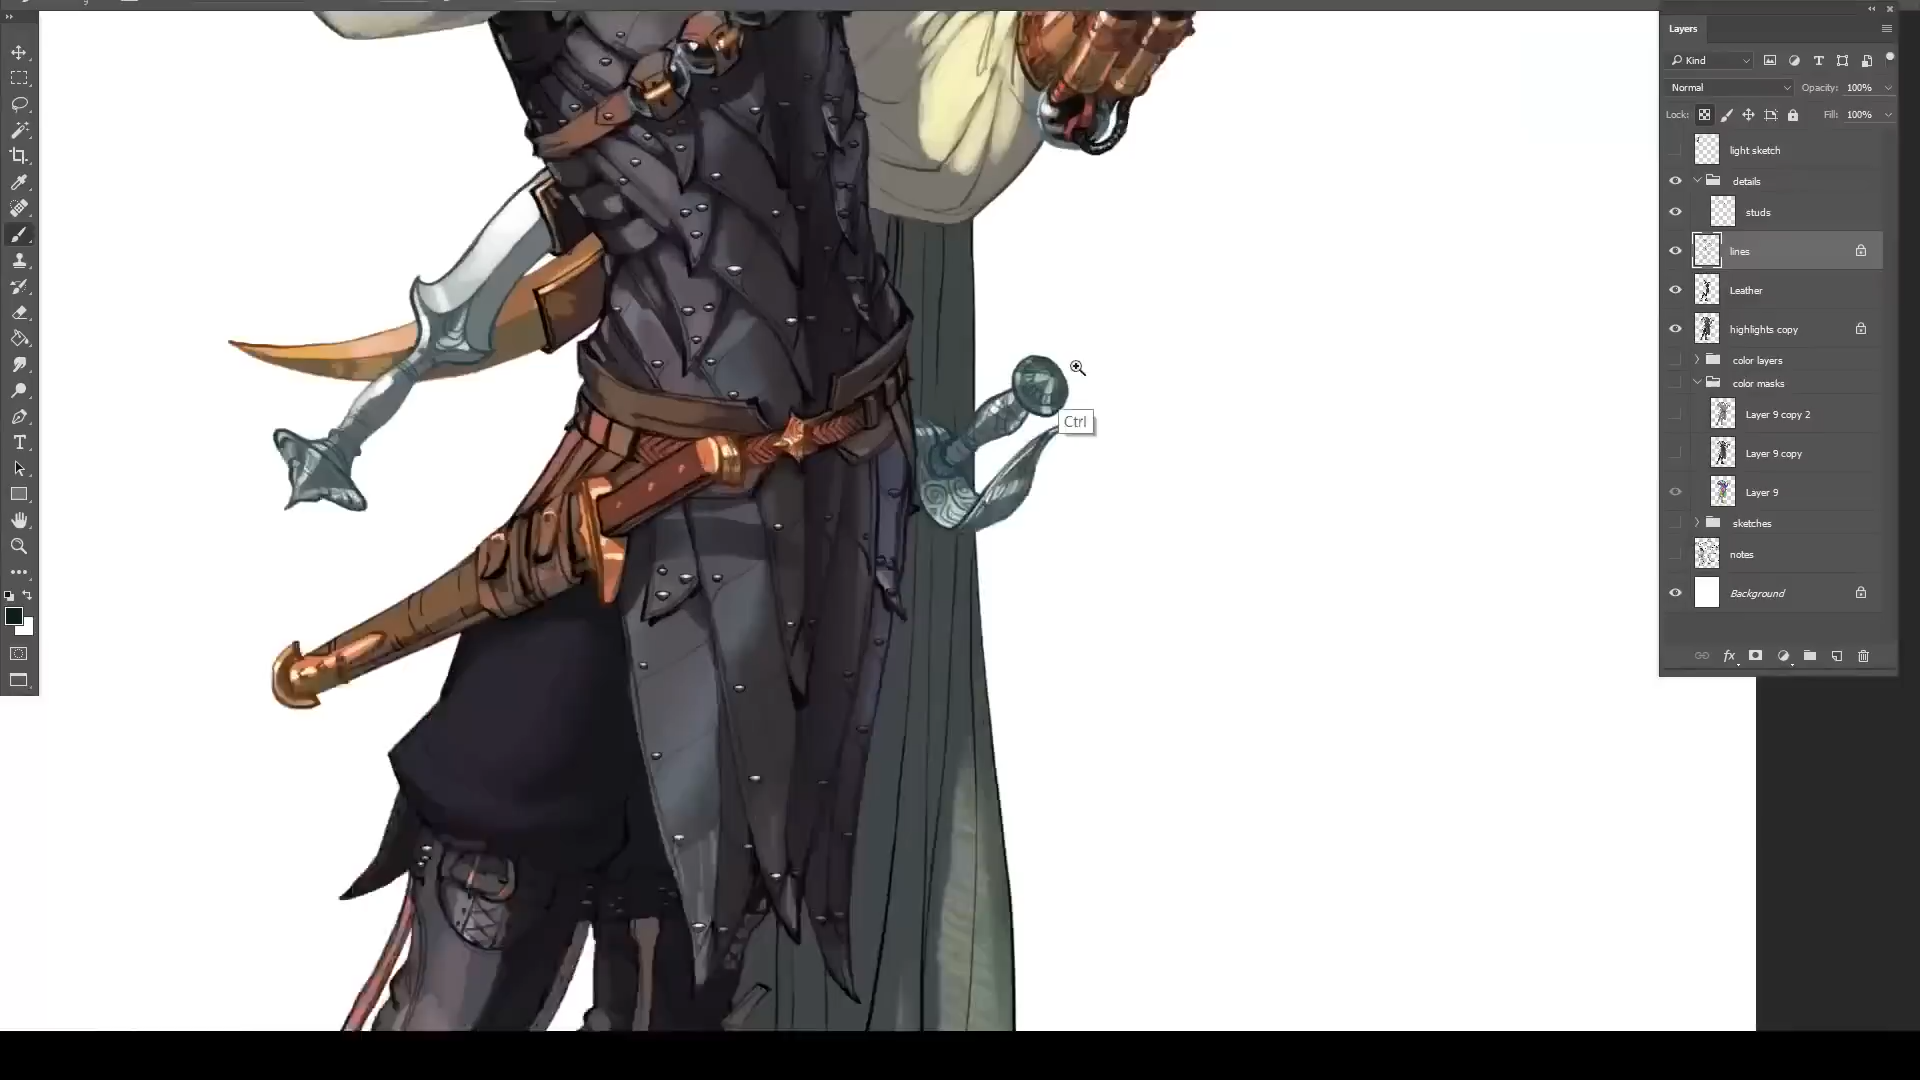 Layers
Kind
Normal Opacity: 100%
Lock: Fill: 100%
light sketch
details
studs
lines
Leather
highlights copy
color layers
color masks
Layer 9 copy 2
Layer 9 copy
Layer 9
sketches
notes
Background
Ctrl